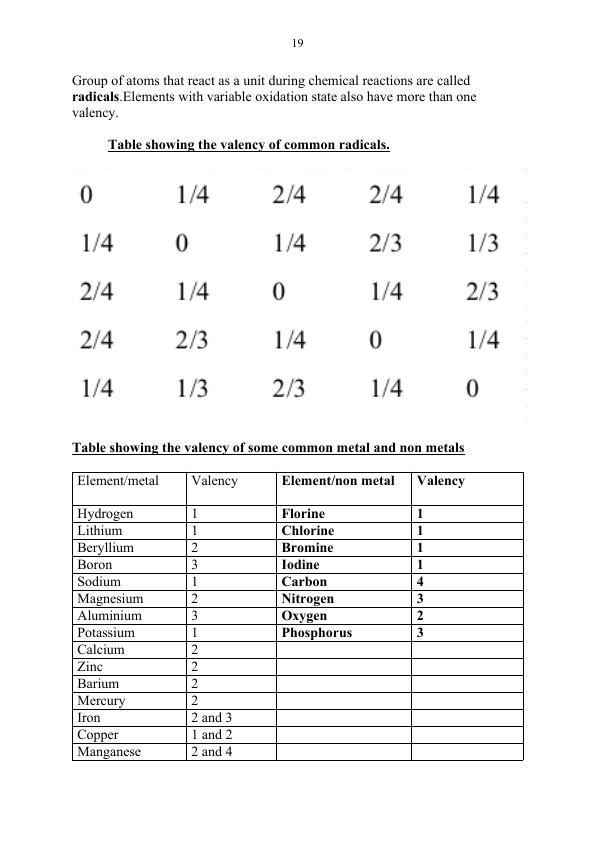 19
Group of atoms that react as a unit during chemical reactions are called
radicals.Elements with variable oxidation state also have more than one
valency.
Table showing the valency of common radicals.
0 1/4 2/4 2/4 1/4
1/4 0 1/4 2/3 1/3
2/4 1/4 0 1/4 2/3
2/4 2/3 1/4 0 1/4
1/4 1/3 2/3 1/4 0
Table showing the valency of some common metal and non metals
Element/metal Valency Element/non metal Valency
Hydrogen 1 Florine 1
Lithium 1 Chlorine 1
Beryllium 2 Bromine 1
Boron 3 Iodine 1
Sodium 1 Carbon 4
Magnesium 2 Nitrogen 3
Aluminium 3 Oxygen 2
Potassium 1 Phosphorus 3
Calcium 2
Zinc 2
Barium 2
Mercury 2
Iron 2 and 3
Copper 1 and 2
Manganese 2 and 4